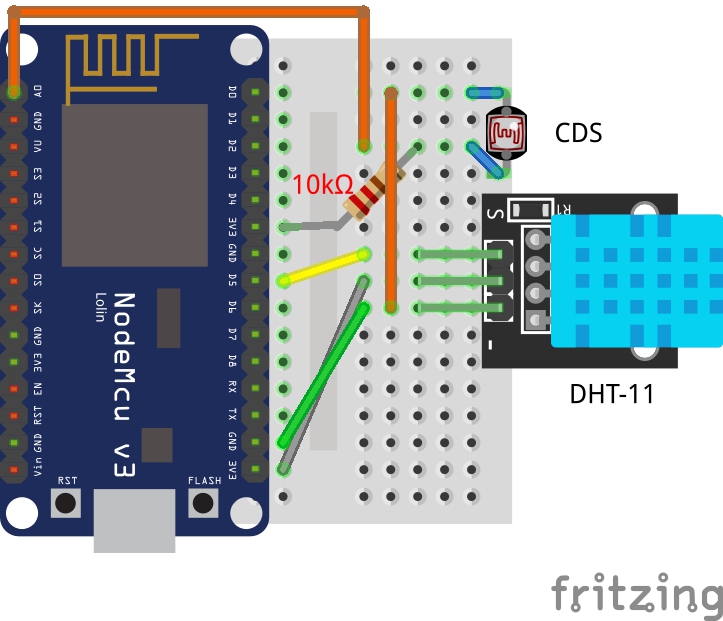 A0
GND
VU
S3
S2
S1
SC
SO
SK
GND
3V3
EN
RST
GND
Vin
D0
D1
D2
D3
D4
3V3
GND
D5
D6
D7
D8
RX
TX
GND
3V3
NodeMcu v3
Lolin
RST
FLASH
10kΩ
CDS
S
R1
-
DHT-11
fritzing